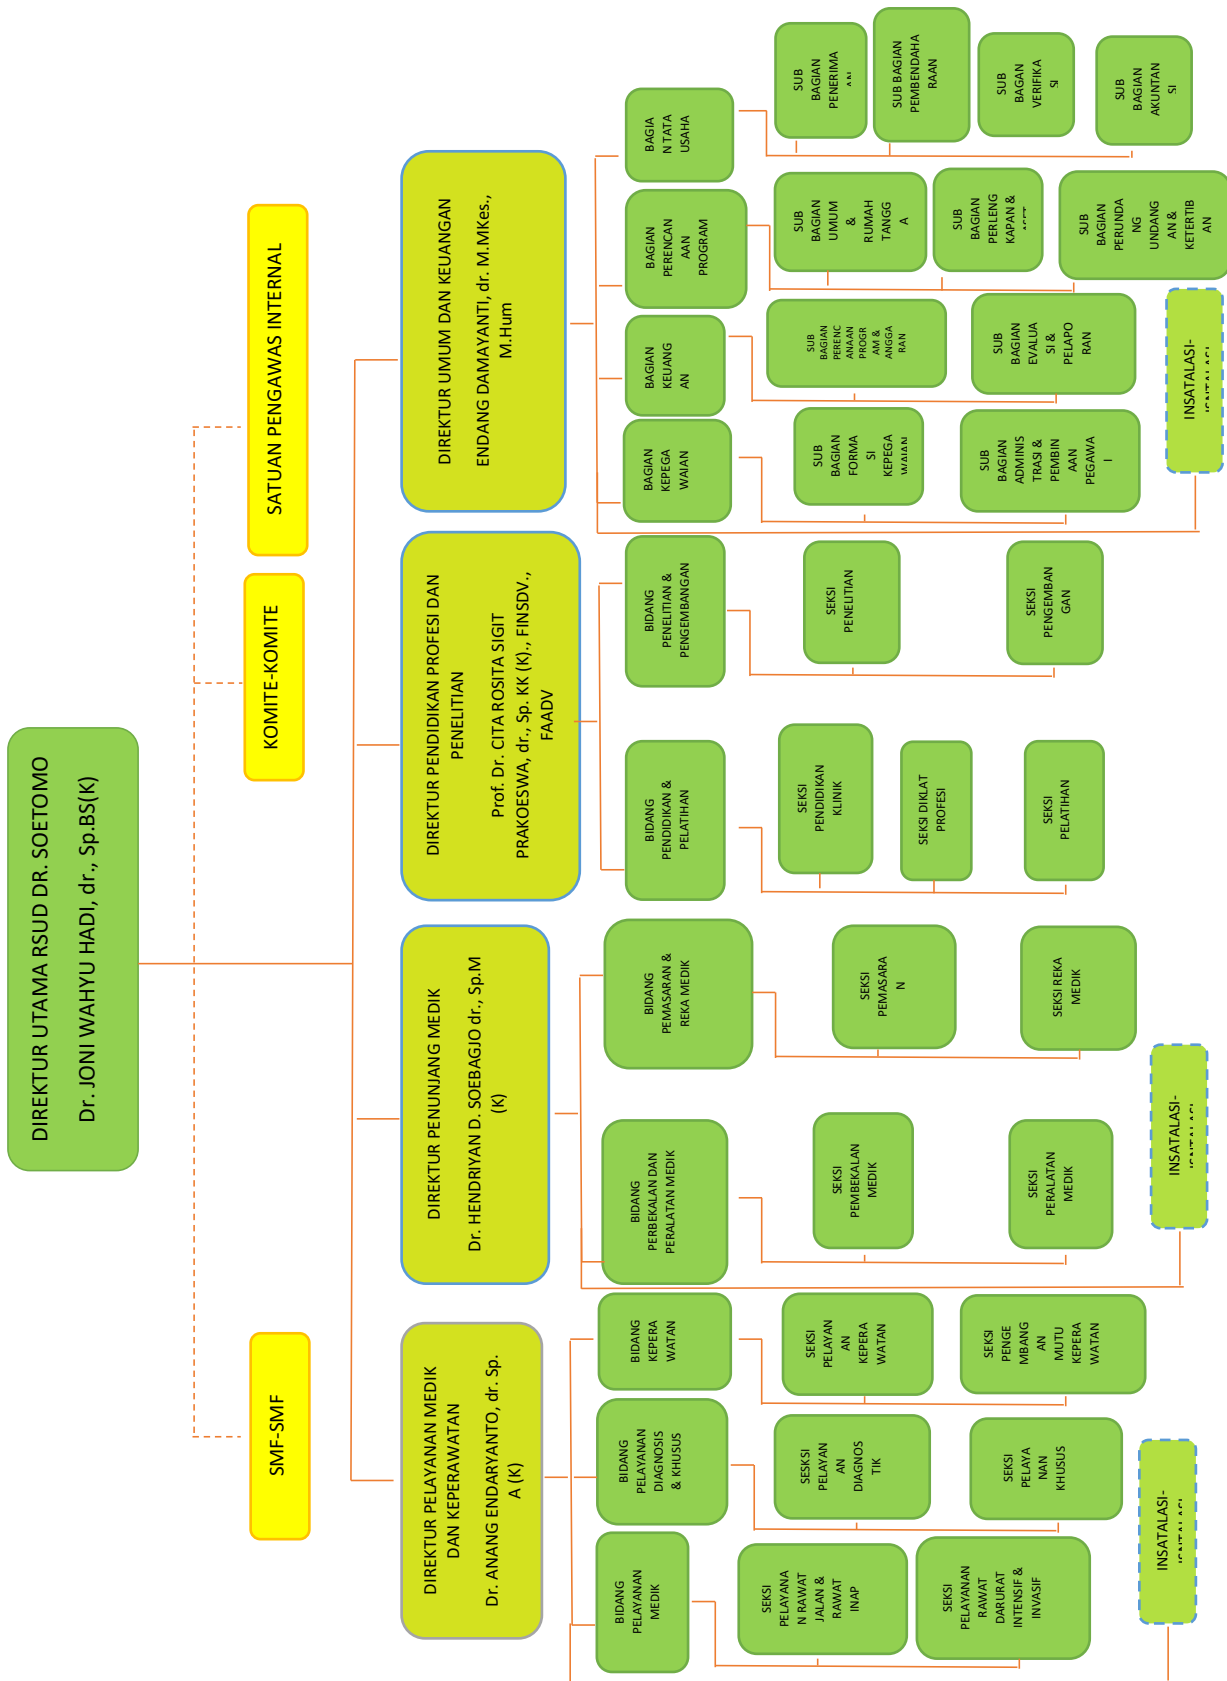 DIREKTUR UTAMA RSUD DR. SOETOMO
Dr. JONI WAHYU HADI, dr., Sp.BS(K)
SMF-SMF
KOMITE-KOMITE
SATUAN PENGAWAS INTERNAL
DIREKTUR PELAYANAN MEDIK
DAN KEPERAWATAN
Dr. ANANG ENDARYANTO, dr. Sp.
A (K)
DIREKTUR PENUNJANG MEDIK
Dr. HENDRIYAN D. SOEBAGJO dr., Sp.M
(K)
DIREKTUR PENDIDIKAN PROFESI DAN
PENELITIAN
Prof. Dr. CITA ROSITA SIGIT
PRAKOESWA, dr., Sp. KK (K)., FINSDV.,
FAADV
DIREKTUR UMUM DAN KEUANGAN
ENDANG DAMAYANTI, dr. M.MKes.,
M.Hum
BIDANG
PELAYANAN
MEDIK
BIDANG
PELAYANAN
DIAGNOSIS
& KHUSUS
BIDANG
KEPERA
WATAN
BIDANG
PERBEKALAN DAN
PERALATAN MEDIK
BIDANG
PEMASARAN &
REKA MEDIK
BIDANG
PENDIDIKAN &
PELATIHAN
BIDANG
PENELITIAN &
PENGEMBANGAN
BAGIAN
KEPEGA
WAIAN
BAGIAN
KEUANG
AN
BAGIAN
PERENCAN
AAN
PROGRAM
BAGIA
N TATA
USAHA
SEKSI
PELAYANA
N RAWAT
JALAN &
RAWAT
INAP
SESKSI
PELAYAN
AN
DIAGNOS
TIK
SEKSI
PELAYAN
AN
KEPERA
WATAN
SEKSI
PEMBEKALAN
MEDIK
SEKSI
PEMASARA
N
SEKSI
PENDIDIKAN
KLINIK
SEKSI DIKLAT
PROFESI
SEKSI
PELATIHAN
SEKSI
PENELITIAN
SUB
BAGIAN
FORMA
SI
KEPEGA
WAIAN
SUB
BAGIAN
PERENC
ANAAN
PROGR
AM &
ANGGA
RAN
SUB
BAGIAN
UMUM
&
RUMAH
TANGG
A
SUB
BAGIAN
PENERIMA
AN
SUB BAGIAN
PEMBENDAHA
RAAN
SUB
BAGAN
VERIFIKA
SI
SUB
BAGIAN
AKUNTAN
SI
SEKSI
PELAYANAN
RAWAT
DARURAT
INTENSIF &
INVASIF
SEKSI
PELAYA
NAN
KHUSUS
SEKSI
PENGE
MBANG
AN
MUTU
KEPERA
WATAN
SEKSI
PERALATAN
MEDIK
SEKSI REKA
MEDIK
SEKSI
PENGEMBAN
GAN
SUB
BAGIAN
ADMINIS
TRASI &
PEMBIN
AAN
PEGAWA
I
SUB
BAGIAN
EVALUA
SI &
PELAPO
RAN
SUB
BAGIAN
PERLENG
KAPAN &
SUB
BAGIAN
PERUNDA
NG
UNDANG
AN &
KETERTIB
AN
INSATALASI-
INSATALASI-
INSATALASI-